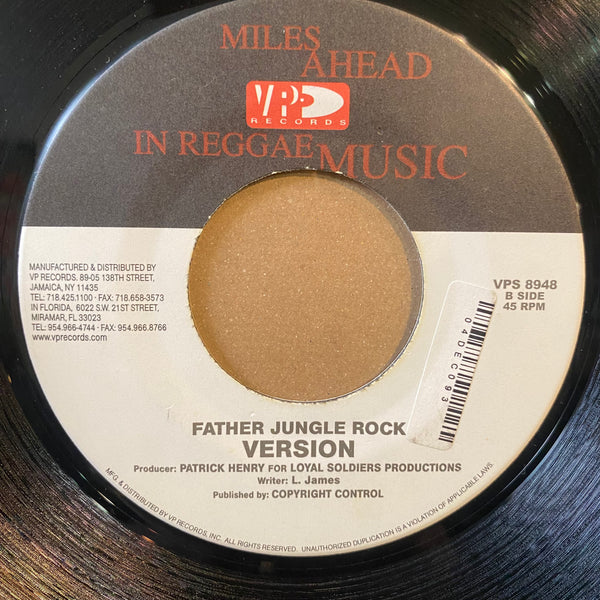 MILES
AHEAD
VP
RECORDS
IN REGGAE MUSIC
MANUFACTURED & DISTRIBUTED BY
VP RECORDS. 89-05 138TH STREET,
JAMAICA, NY 11435
TEL: 718.425.1100 · FAX: 718.658-3573
IN FLORIDA, 6022 S.W. 21ST STREET,
MIRAMAR, FL 33023
TEL: 954.966-4744 · FAX: 954.966.8766
www.vprecords.com
VPS 8948
B SIDE
45 RPM
04DEC093
FATHER JUNGLE ROCK
VERSION
Producer: PATRICK HENRY FOR LOYAL SOLDIERS PRODUCTIONS
Writer: L. James
Published by: COPYRIGHT CONTROL
MFG. & DISTRIBUTED BY VP RECORDS, INC. ALL RIGHTS RESERVED. UNAUTHORIZED DUPLICATION IS A VIOLATION OF APPLICABLE LAWS.